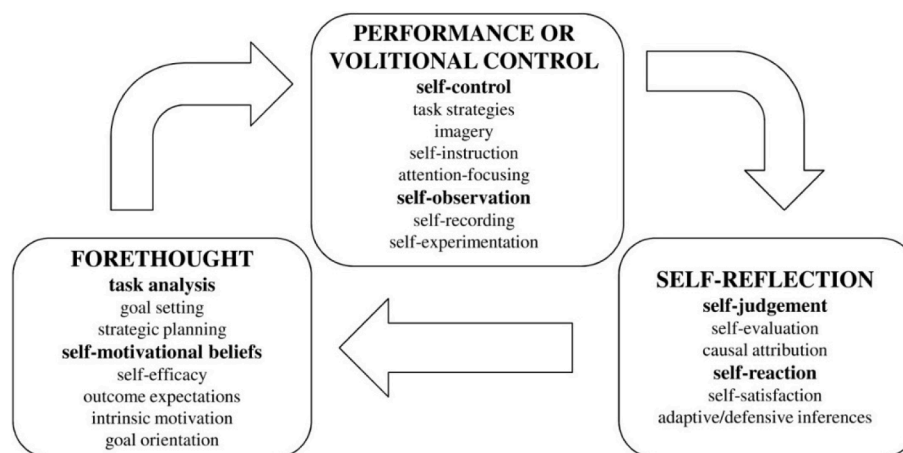 PERFORMANCE OR
VOLITIONAL CONTROL
self-control
task strategies
imagery
self-instruction
attention-focusing
self-observation
self-recording
self-experimentation
FORETHOUGHT
task analysis
goal setting
strategic planning
self-motivational beliefs
self-efficacy
outcome expectations
intrinsic motivation
goal orientation
SELF-REFLECTION
self-judgement
self-evaluation
causal attribution
self-reaction
self-satisfaction
adaptive/defensive inferences